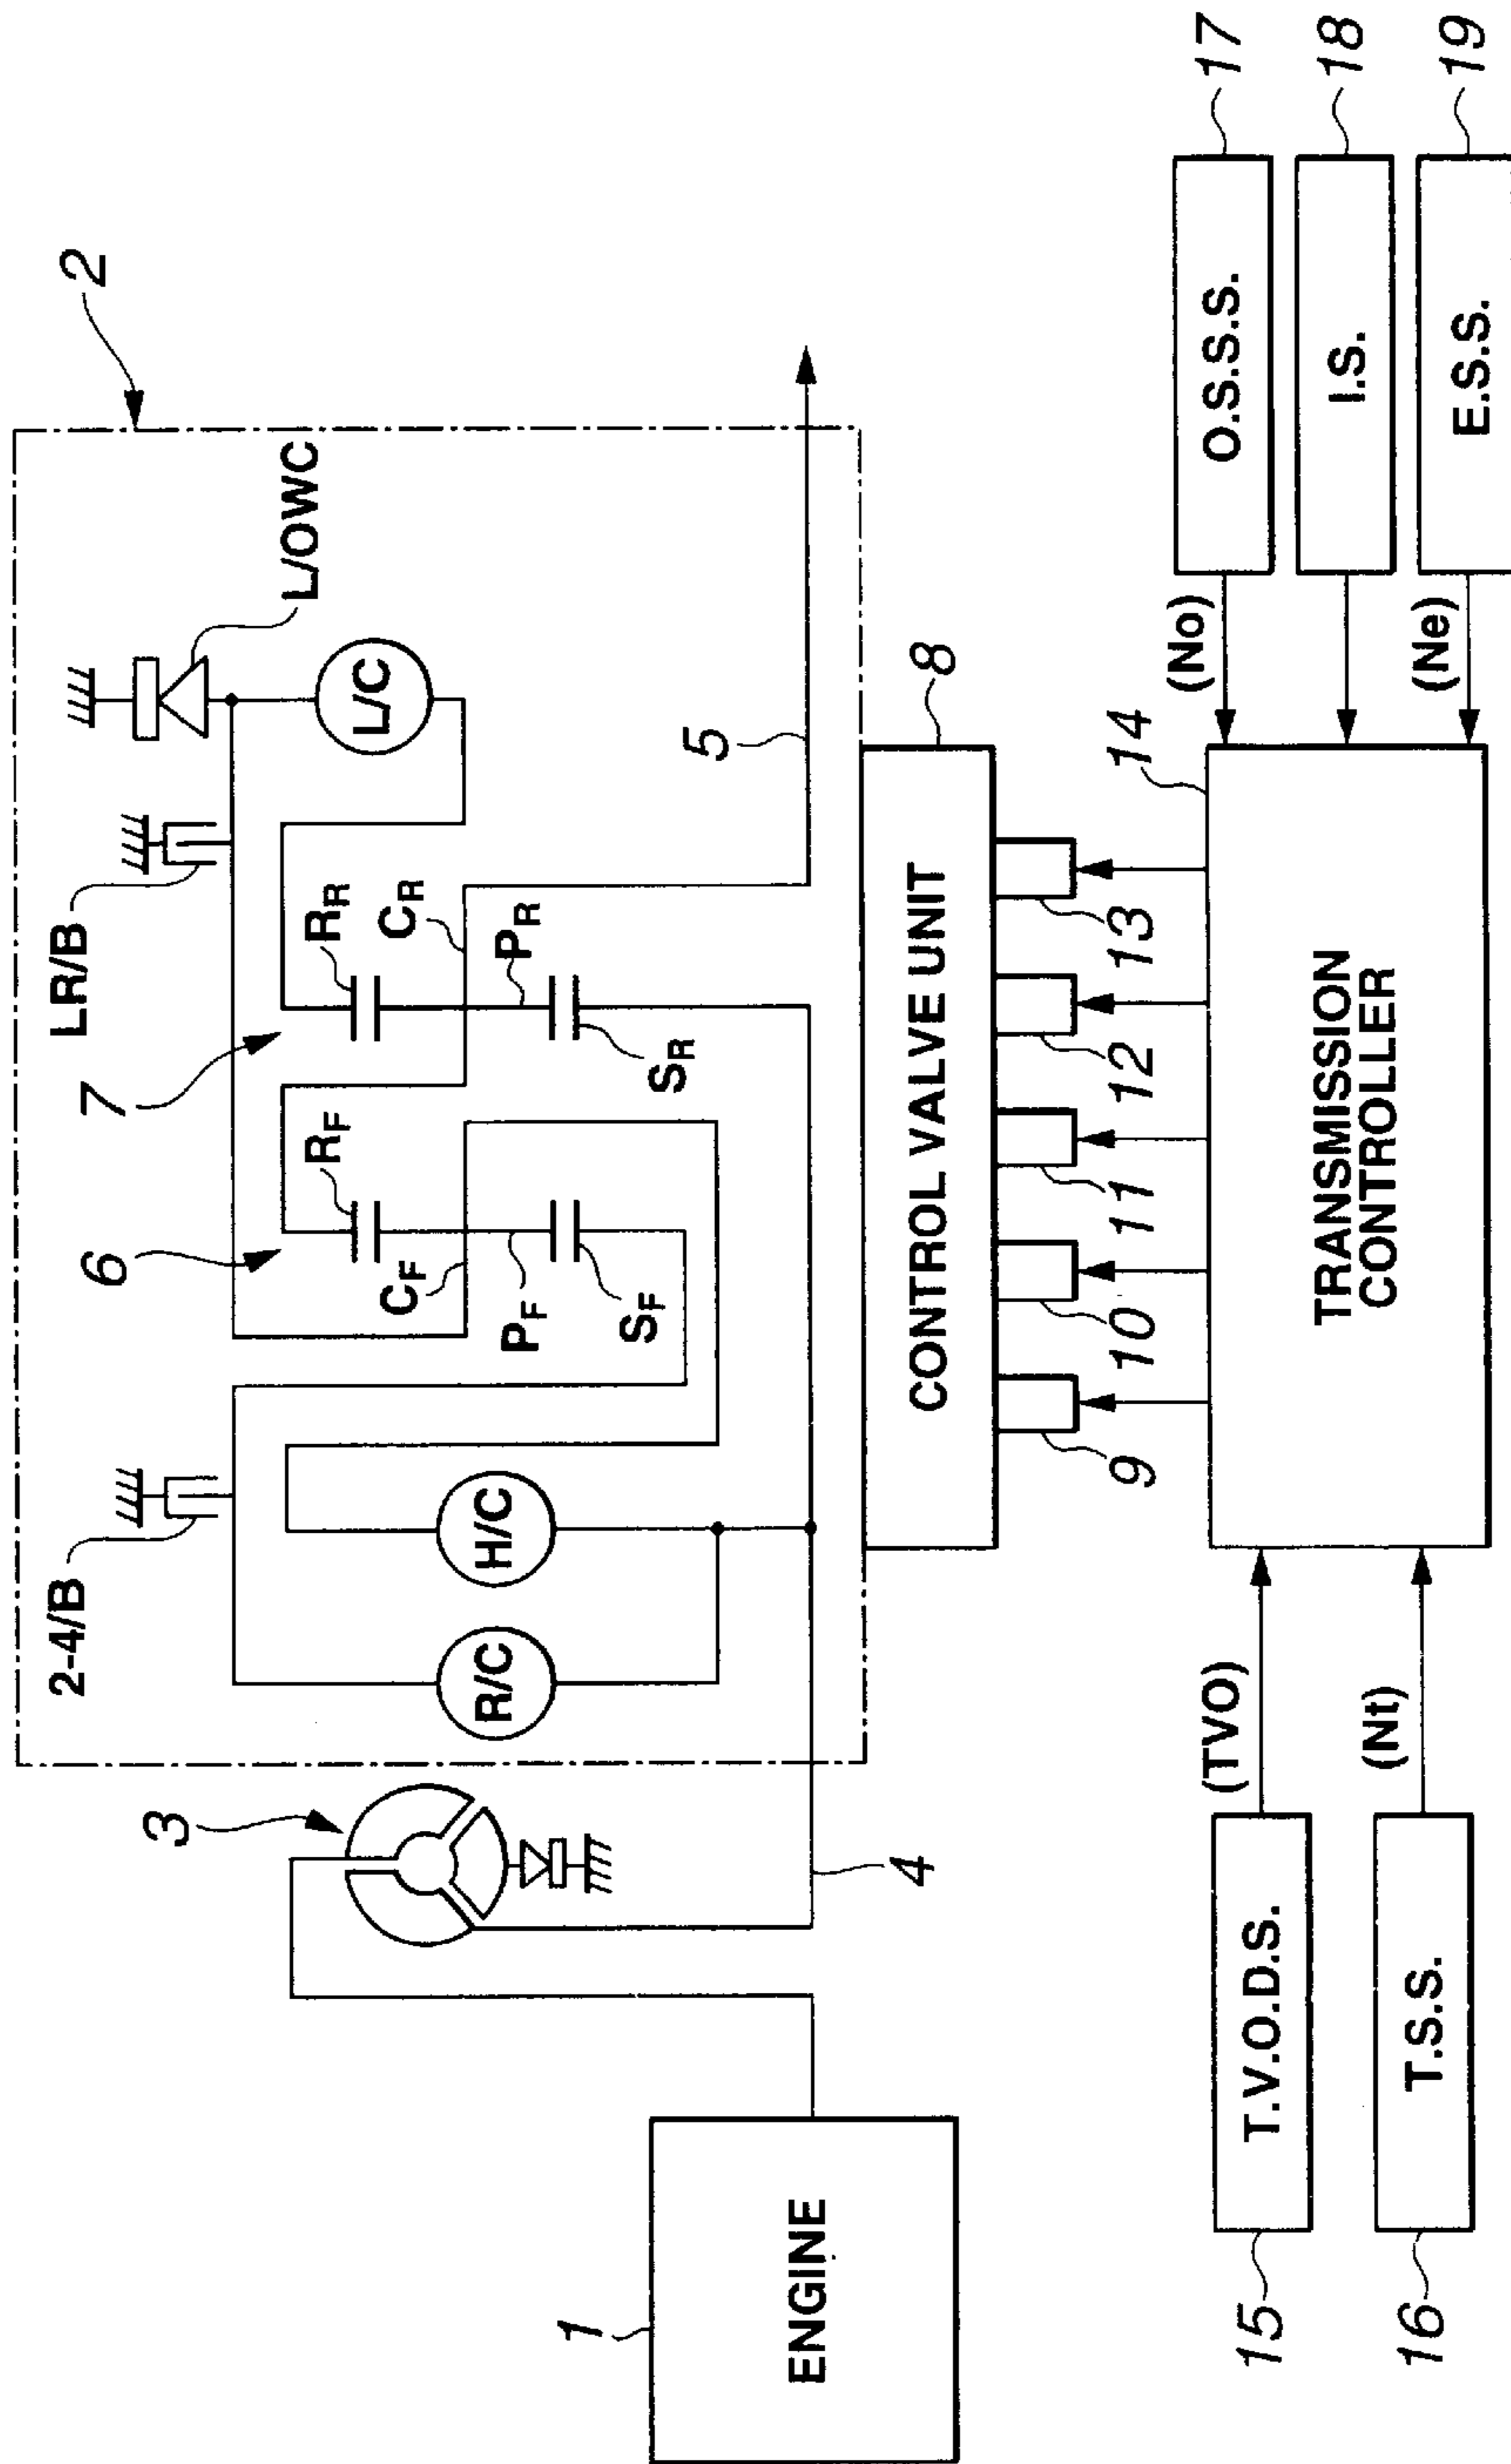 2
L/OWC
LR/B
L/C
7
R_R
C_R
P_R
S_R
6
R_F
C_F
P_F
S_F
2-4/B
H/C
R/C
5
3
4
1
ENGINE
CONTROL VALVE UNIT
8
9
10
11
12
13
14
TRANSMISSION
CONTROLLER
(TVO)
T.V.O.D.S.
15
(Nt)
T.S.S.
16
(No)
O.S.S.S.
17
I.S.
18
(Ne)
E.S.S.
19